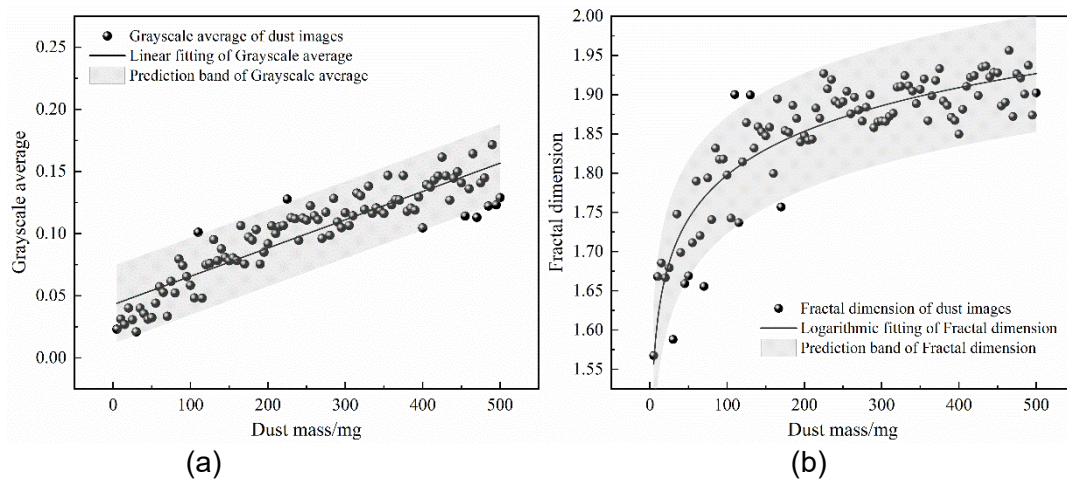 Grayscale average of dust images
Linear fitting of Grayscale average
Prediction band of Grayscale average
0.25
0.20
0.15
0.10
0.05
0.00
Grayscale average
0
100
200
300
400
500
Dust mass/mg
(a)
2.00
1.95
1.90
1.85
1.80
1.75
1.70
1.65
1.60
1.55
Fractal dimension
Fractal dimension of dust images
Logarithmic fitting of Fractal dimension
Prediction band of Fractal dimension
0
100
200
300
400
500
Dust mass/mg
(b)